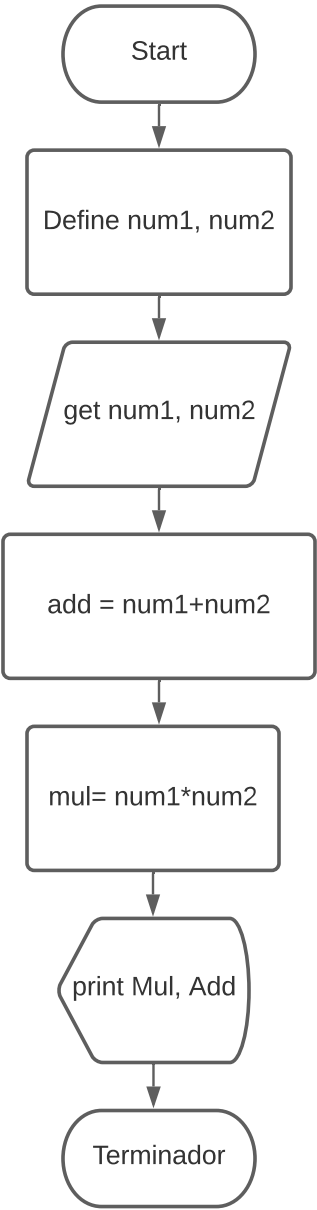 Start
Define num1, num2
get num1, num2
add = num1+num2
mul= num1*num2
print Mul, Add
Terminador